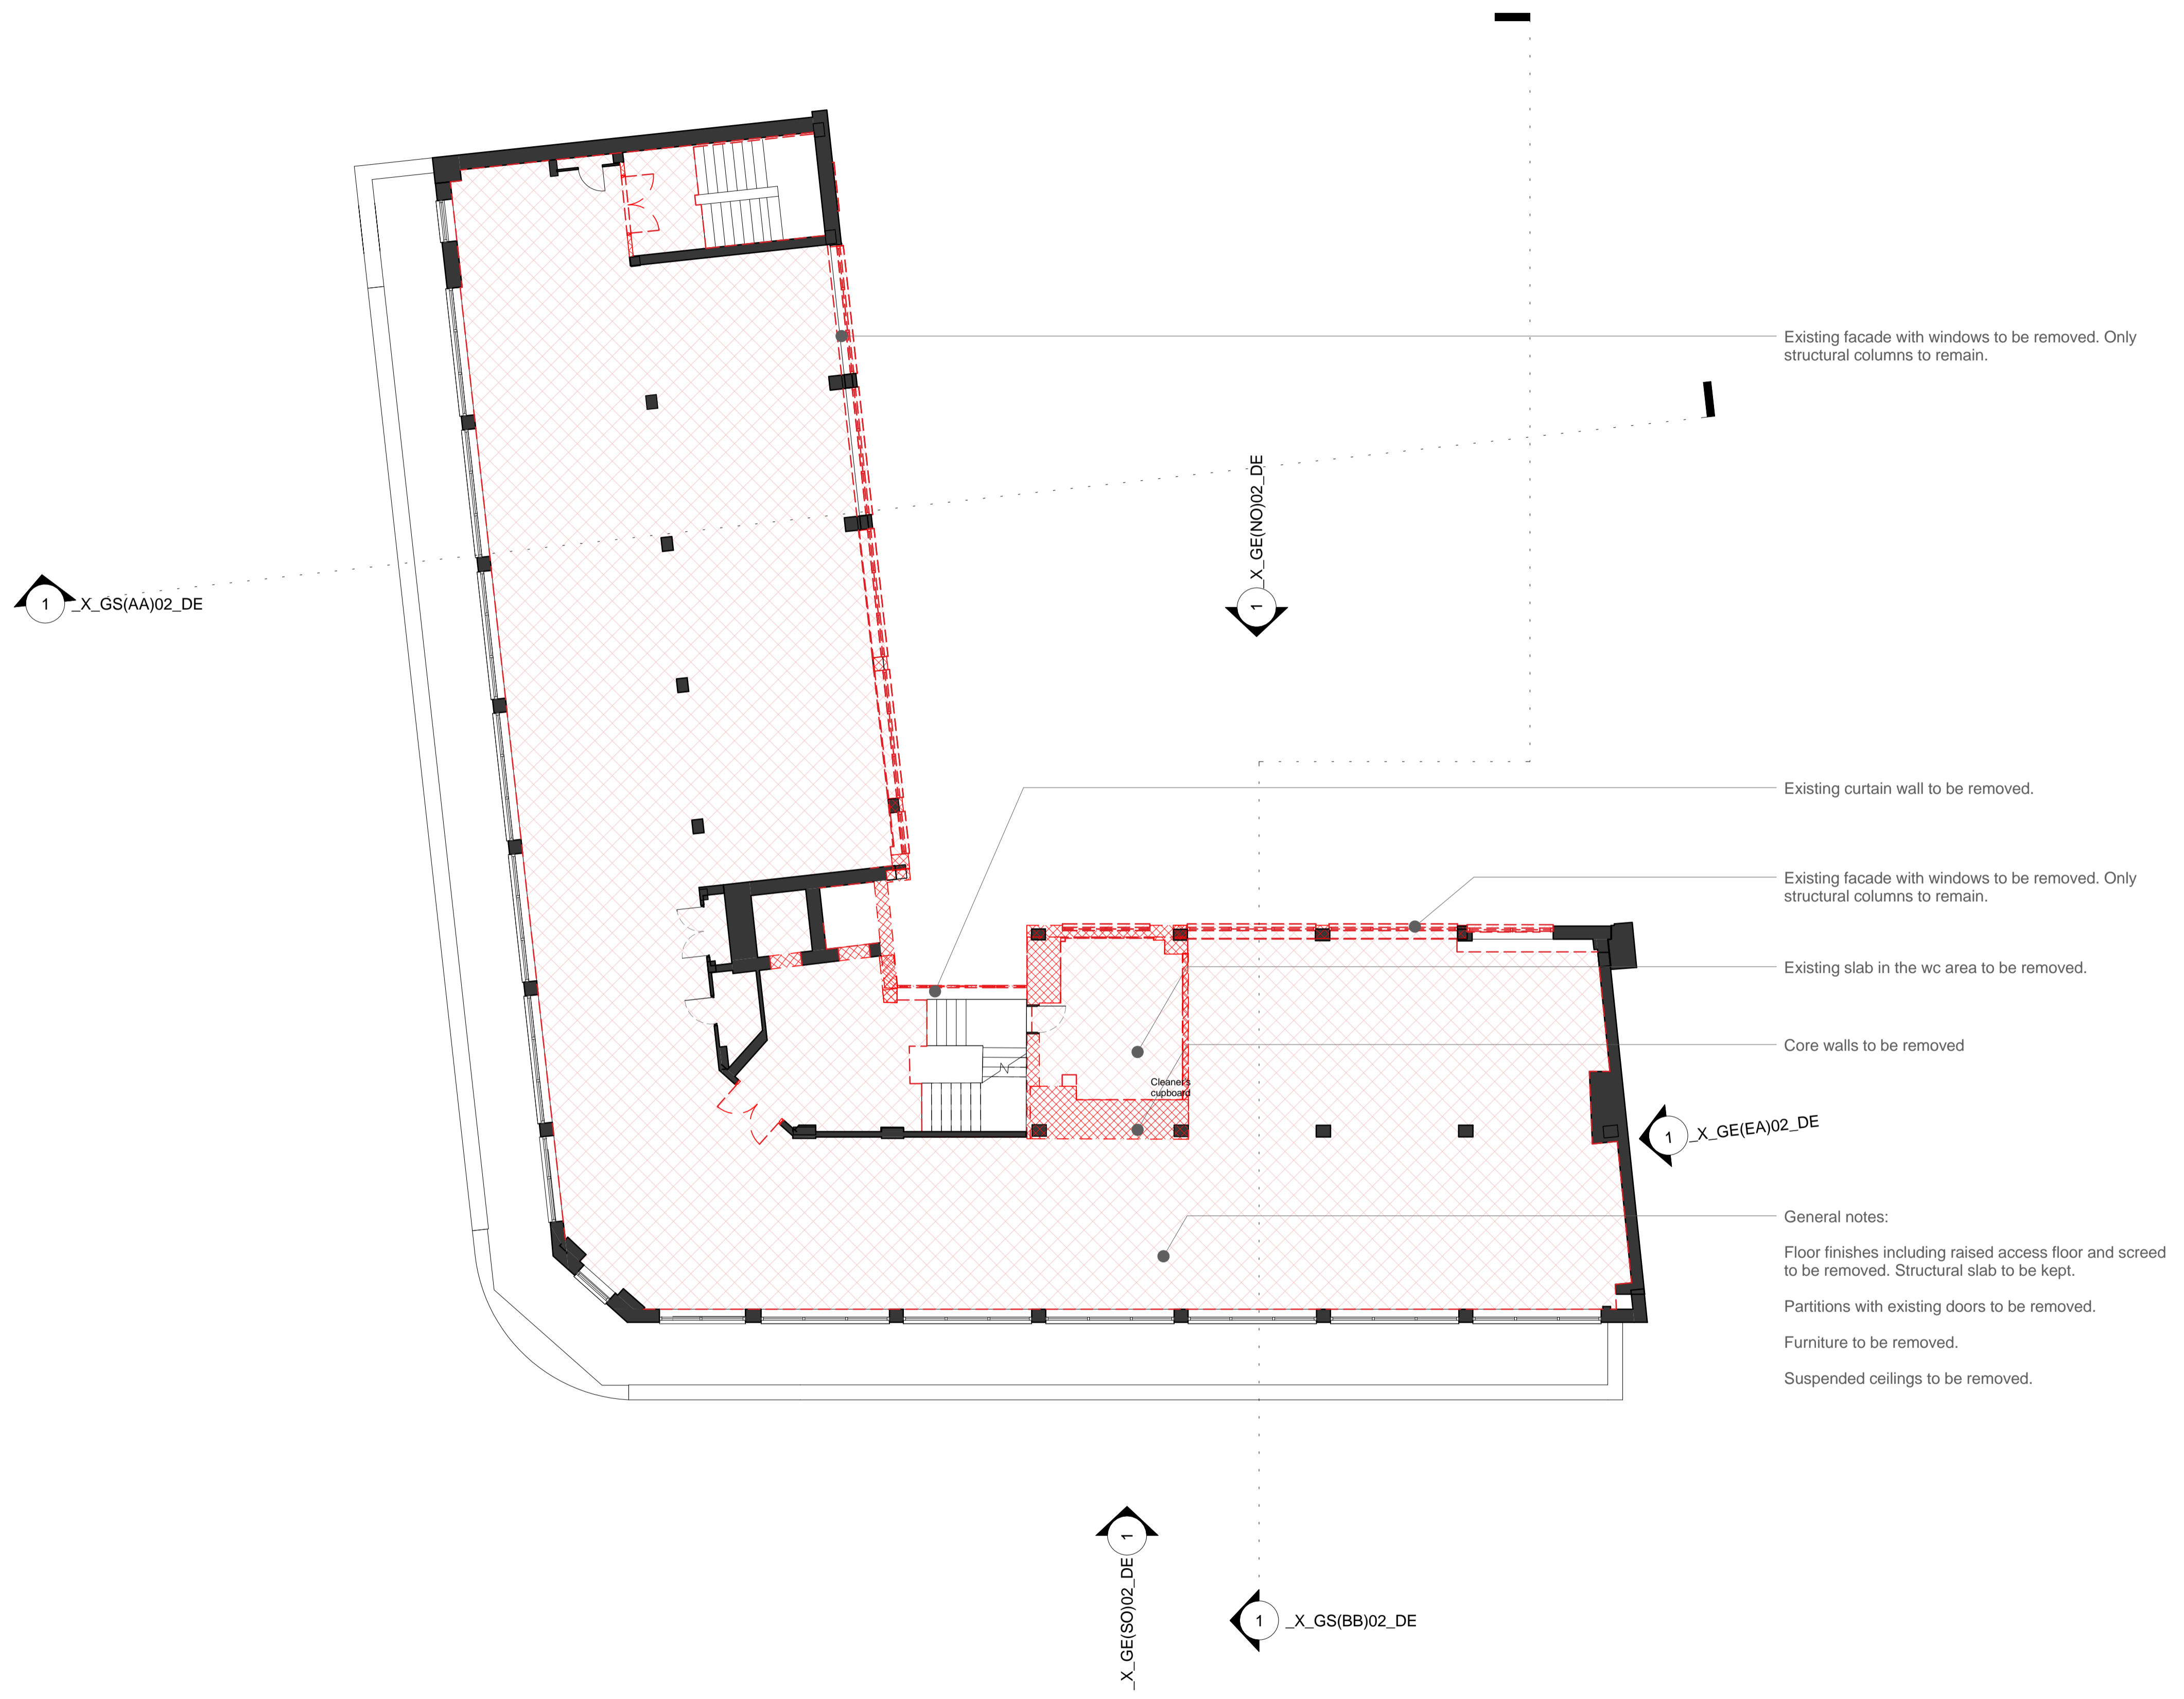 Existing facade with windows to be removed. Only
structural columns to remain.
_X_GE(NO)02_DE
1
1
_X_GS(AA)02_DE
Existing curtain wall to be removed.
Existing facade with windows to be removed. Only
structural columns to remain.
Existing slab in the wc area to be removed.
Core walls to be removed
Cleaner's
cupboard
1
_X_GE(EA)02_DE
General notes:
Floor finishes including raised access floor and screed
to be removed. Structural slab to be kept.
Partitions with existing doors to be removed.
Furniture to be removed.
Suspended ceilings to be removed.
1
_X_GE(SO)02_DE
1
_X_GS(BB)02_DE